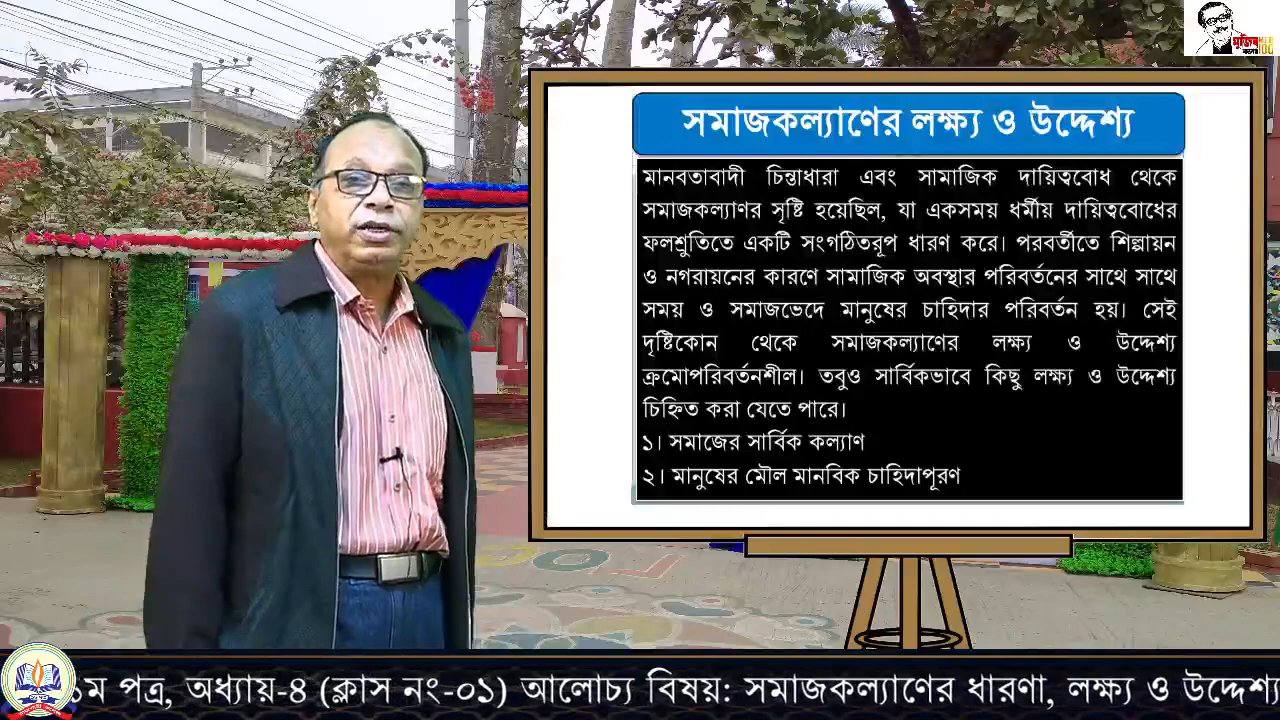 মুজিব
শতবর্ষ
100
সমাজকল্যাণের লক্ষ্য ও উদ্দেশ্য
মানবতাবাদী চিন্তাধারা এবং সামাজিক দায়িত্ববোধ থেকে
সমাজকল্যাণর সৃষ্টি হয়েছিল, যা একসময় ধর্মীয় দায়িত্ববোধের
ফলশ্রুতিতে একটি সংগঠিতরূপ ধারণ করে। পরবর্তীতে শিল্পায়ন
ও নগরায়নের কারণে সামাজিক অবস্থার পরিবর্তনের সাথে সাথে
সময় ও সমাজভেদে মানুষের চাহিদার পরিবর্তন হয়। সেই
দৃষ্টিকোন থেকে সমাজকল্যাণের লক্ষ্য ও উদ্দেশ্য
ক্রমোপরিবর্তনশীল। তবুও সার্বিকভাবে কিছু লক্ষ্য ও উদ্দেশ্য
চিহ্নিত করা যেতে পারে।
১। সমাজের সার্বিক কল্যাণ
২। মানুষের মৌল মানবিক চাহিদাপূরণ
১ম পত্র, অধ্যায়-৪ (ক্লাস নং-০১) আলোচ্য বিষয়: সমাজকল্যাণের ধারণা, লক্ষ্য ও উদ্দেশ্য